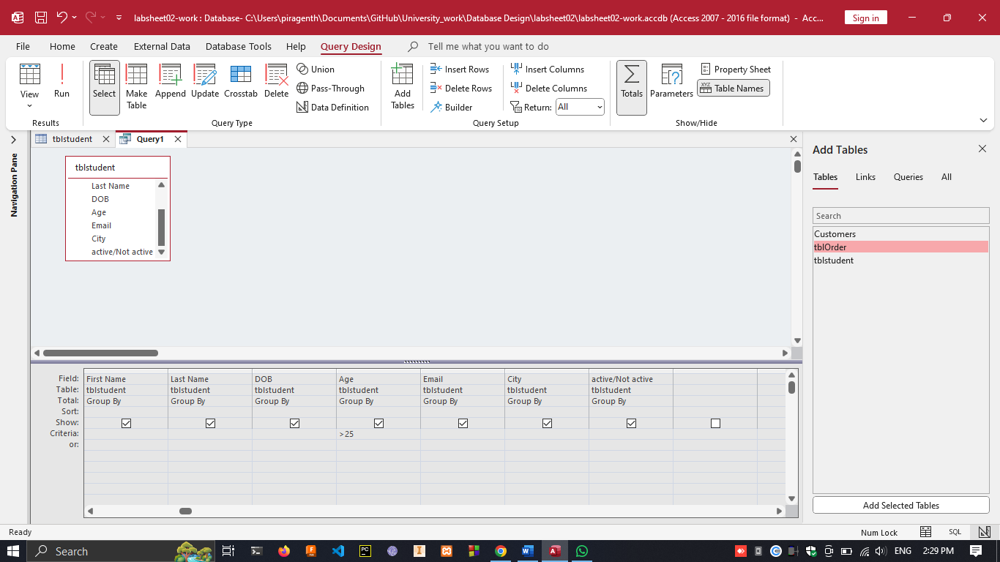 labsheet02-work : Database- C:\Users\piragenth\Documents\GitHub\University_work\Database Design\labsheet02\labsheet02-work.accdb (Access 2007 - 2016 file format) - Acc...
Sign in
File Home Create External Data Database Tools Help Query Design Tell me what you want to do
View
Run
Results
Select
Make Table
Append
Update
Crosstab
Delete
Union
Pass-Through
Data Definition
Query Type
Add Tables
Insert Rows
Delete Rows
Builder
Insert Columns
Delete Columns
Return: All
Query Setup
Totals
Parameters
Property Sheet
XYZ Table Names
Show/Hide
Navigation Pane
tblstudent Query1
tblstudent
Last Name
DOB
Age
Email
City
active/Not active
Add Tables
Tables Links Queries All
Search
Customers
tblOrder
tblstudent
Add Selected Tables
Field: First Name Last Name DOB Age Email City active/Not active
Table: tblstudent tblstudent tblstudent tblstudent tblstudent tblstudent tblstudent
Total: Group By Group By Group By Group By Group By Group By Group By
Sort:
Show:
Criteria: >25
or:
Ready
Num Lock
SQL
Search
ENG 2:29 PM